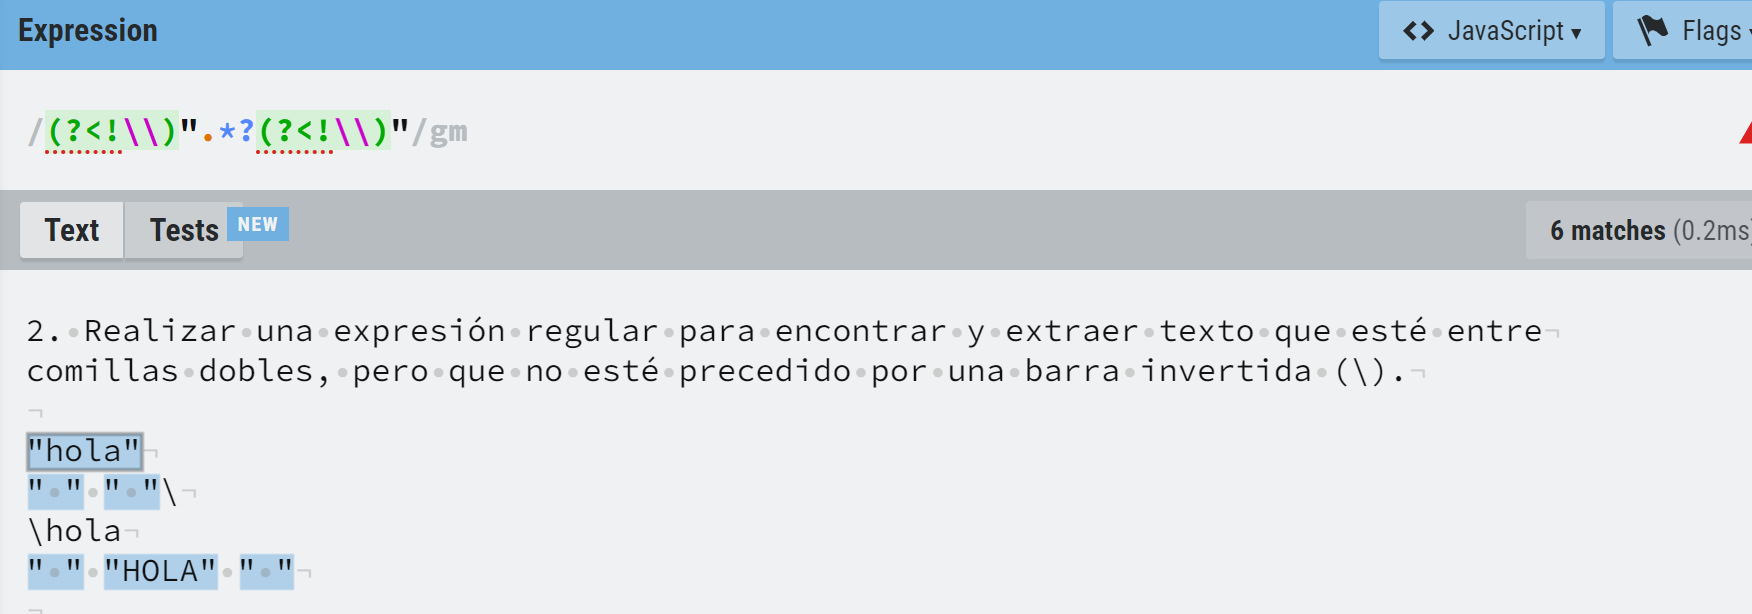 Expression
<> JavaScript ▾
Flags
/(?<!\\)".*?(?<!\\)"/gm
Text
Tests
NEW
6 matches (0.2ms)
2. Realizar una expresión regular para encontrar y extraer texto que esté entre
comillas dobles, pero que no esté precedido por una barra invertida (\).
"hola"
" " " "\
\hola
" " "HOLA" " "